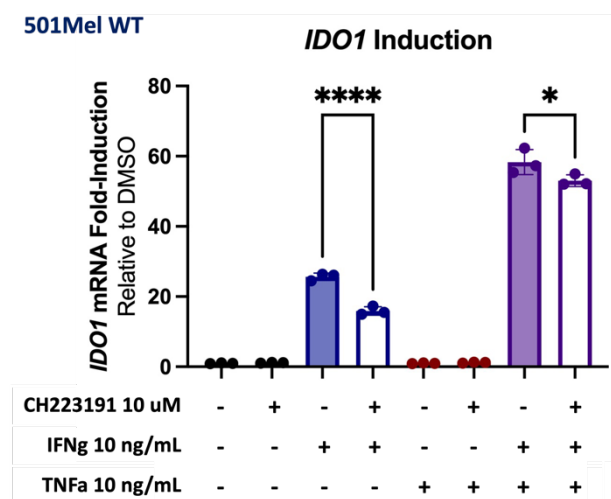 501Mel WT
IDO1 Induction
**** *
IDO1 mRNA Fold-Induction
Relative to DMSO
80
60
40
20
0
CH223191 10 uM - + - + - + - +
IFNg 10 ng/mL - - + + - - + +
TNFa 10 ng/mL - - - - + + + +